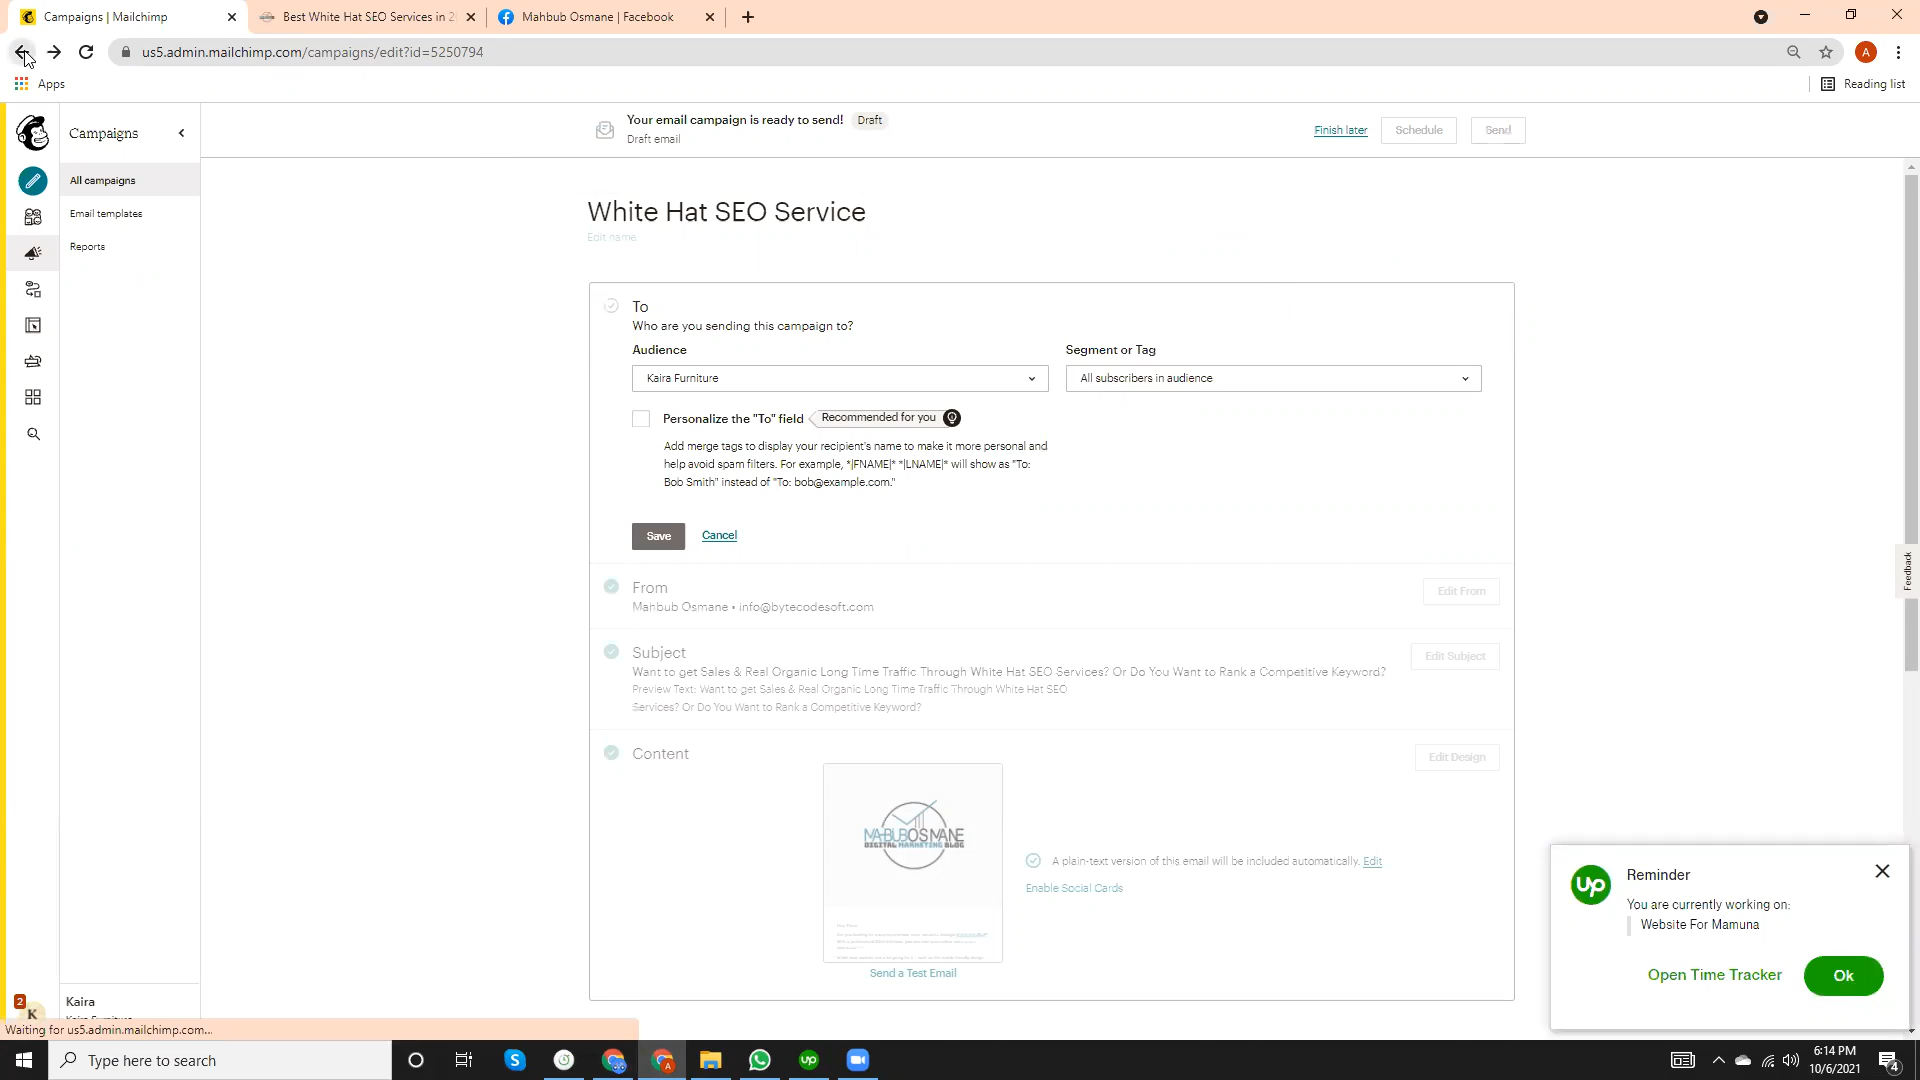 Campaigns | Mailchimp
Best White Hat SEO Services in 2
Mahbub Osmane | Facebook
us5.admin.mailchimp.com/campaigns/edit?id=5250794
A
Apps
Reading list
Campaigns
Your email campaign is ready to send!
Draft
Draft email
Finish later
Schedule
Send
All campaigns
Email templates
Reports
White Hat SEO Service
Edit name
To
Who are you sending this campaign to?
Audience
Segment or Tag
Kaira Furniture
All subscribers in audience
Personalize the "To" field
Recommended for you
Add merge tags to display your recipient's name to make it more personal and
help avoid spam filters. For example, *|FNAME|* *|LNAME|* will show as "To:
Bob Smith" instead of "To: bob@example.com."
Save
Cancel
Feedback
From
Mahbub Osmane • info@bytecodesoft.com
Edit From
Subject
Want to get Sales & Real Organic Long Time Traffic Through White Hat SEO Services? Or Do You Want to Rank a Competitive Keyword?
Edit Subject
Preview Text: Want to get Sales & Real Organic Long Time Traffic Through White Hat SEO
Services? Or Do You Want to Rank a Competitive Keyword?
Content
Edit Design
MAHBUBOSMANE
DIGITAL MARKETING BLOG
A plain-text version of this email will be included automatically. Edit
Enable Social Cards
Send a Test Email
up
Reminder
You are currently working on:
Website For Mamuna
Open Time Tracker
Ok
2
K
Kaira
Waiting for us5.admin.mailchimp.com...
Type here to search
S
A
up
6:14 PM
10/6/2021
4